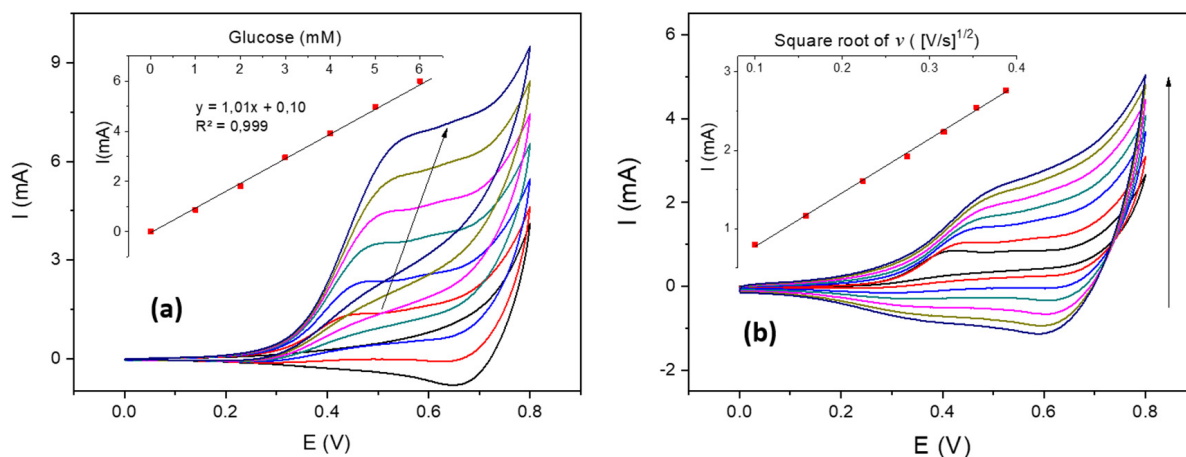 Glucose (mM)
0 1 2 3 4 5 6
y = 1,01x + 0,10
R² = 0,999
I(mA)
6
4
2
0
9
6
3
0
I (mA)
(a)
0.0 0.2 0.4 0.6 0.8
E (V)
Square root of ν ( [V/s]^1/2)
0.1 0.2 0.3 0.4
3
2
1
I (mA)
6
4
2
0
-2
I (mA)
(b)
0.0 0.2 0.4 0.6 0.8
E (V)